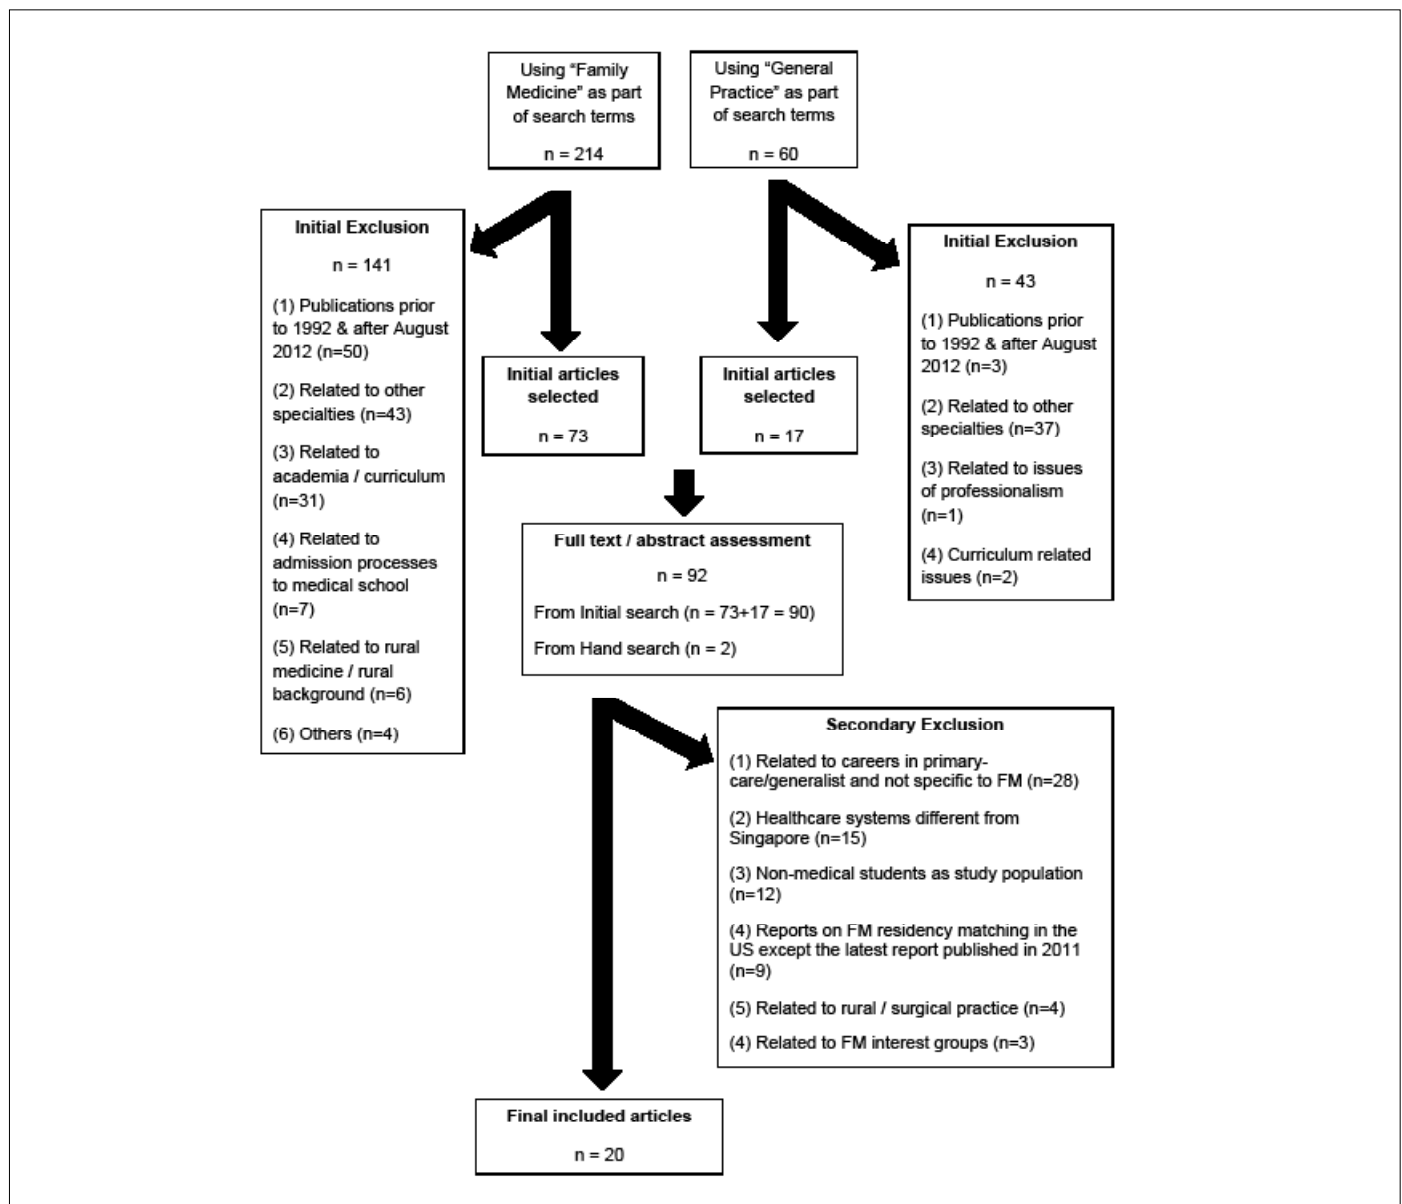 Using “Family
Medicine” as part
of search terms
n = 214
Using “General
Practice” as part
of search terms
n = 60
Initial Exclusion
n = 141
(1) Publications prior
to 1992 & after August
2012 (n=50)
(2) Related to other
specialties (n=43)
(3) Related to
academia / curriculum
(n=31)
(4) Related to
admission processes
to medical school
(n=7)
(5) Related to rural
medicine / rural
background (n=6)
(6) Others (n=4)
Initial articles
selected
n = 73
Initial articles
selected
n = 17
Initial Exclusion
n = 43
(1) Publications prior
to 1992 & after August
2012 (n=3)
(2) Related to other
specialties (n=37)
(3) Related to issues
of professionalism
(n=1)
(4) Curriculum related
issues (n=2)
Full text / abstract assessment
n = 92
From Initial search (n = 73+17 = 90)
From Hand search (n = 2)
Secondary Exclusion
(1) Related to careers in primary-
care/generalist and not specific to FM (n=28)
(2) Healthcare systems different from
Singapore (n=15)
(3) Non-medical students as study population
(n=12)
(4) Reports on FM residency matching in the
US except the latest report published in 2011
(n=9)
(5) Related to rural / surgical practice (n=4)
(4) Related to FM interest groups (n=3)
Final included articles
n = 20